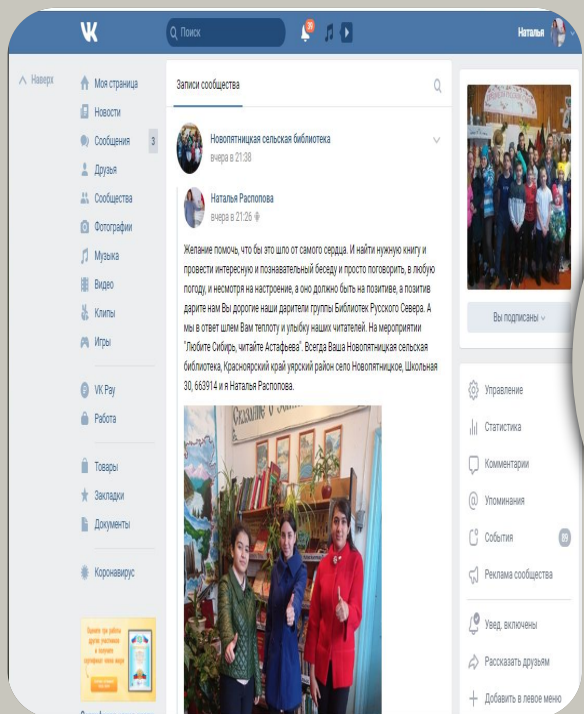 Поиск
39
Наталья
Наверх
Моя страница
Новости
Сообщения 3
Друзья
Сообщества
Фотографии
Музыка
Видео
Клипы
Игры
VK Pay
Работа
Товары
Закладки
Документы
Коронавирус
Записи сообщества
Новопятницкая сельская библиотека
вчера в 21:38
Наталья Распопова
вчера в 21:26
Желание помочь, что бы это шло от самого сердца. И найти нужную книгу и
провести интересную и познавательный беседу и просто поговорить, в любую
погоду, и несмотря на настроение, а оно должно быть на позитиве, а позитив
дарите нам Вы дорогие наши дарители группы Библиотек Русского Севера. А
мы в ответ шлем Вам теплоту и улыбку наших читателей. На мероприятии
"Любите Сибирь, читайте Астафьева". Всегда Ваша Новопятницкая сельская
библиотека, Красноярский край уярский район село Новопятницкое, Школьная
30, 663914 и я Наталья Распопова.
Сказание о
Вы подписаны
Управление
Статистика
Комментарии
Упоминания
События 89
Реклама сообщества
Увед. включены
Рассказать друзьям
Добавить в левое меню